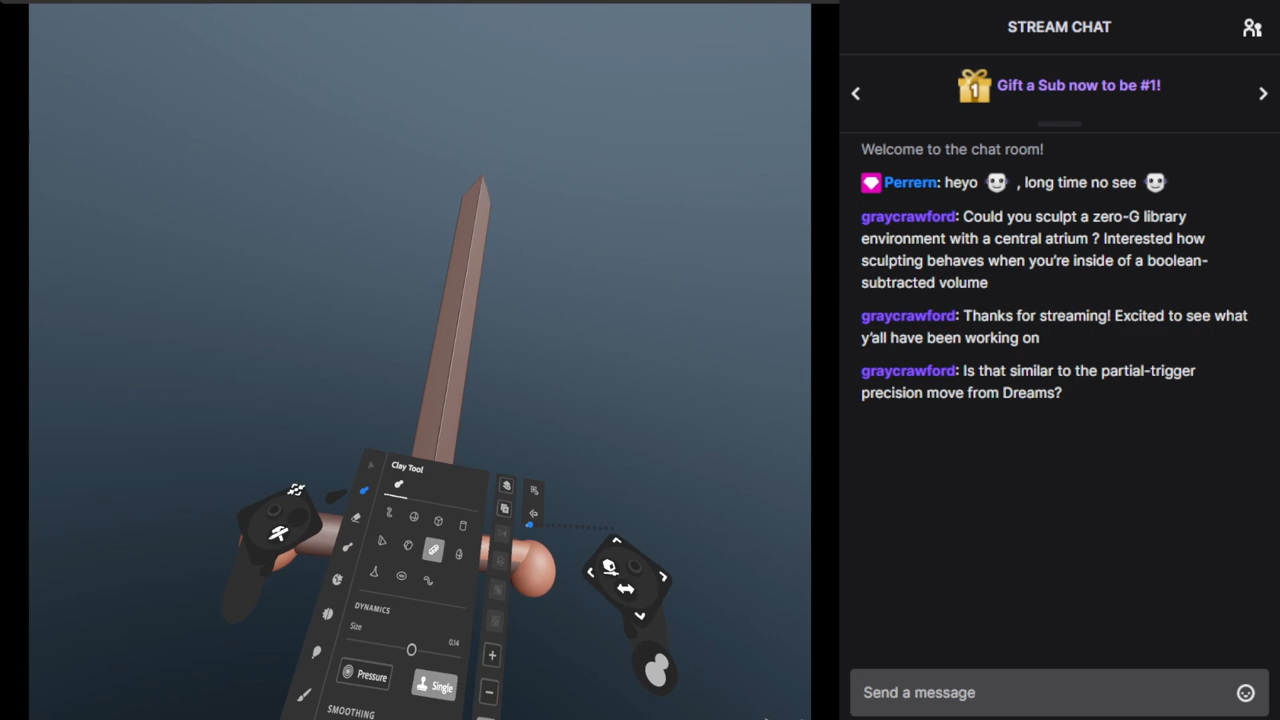 STREAM CHAT
1
Gift a Sub now to be #1!
Welcome to the chat room!
Perrern: heyo , long time no see
graycrawford: Could you sculpt a zero-G library
environment with a central atrium ? Interested how
sculpting behaves when you're inside of a boolean-
subtracted volume
graycrawford: Thanks for streaming! Excited to see what
y'all have been working on
graycrawford: Is that similar to the partial-trigger
precision move from Dreams?
Send a message
Clay Tool
DYNAMICS
Size
0.14
Pressure
Single
SMOOTHING